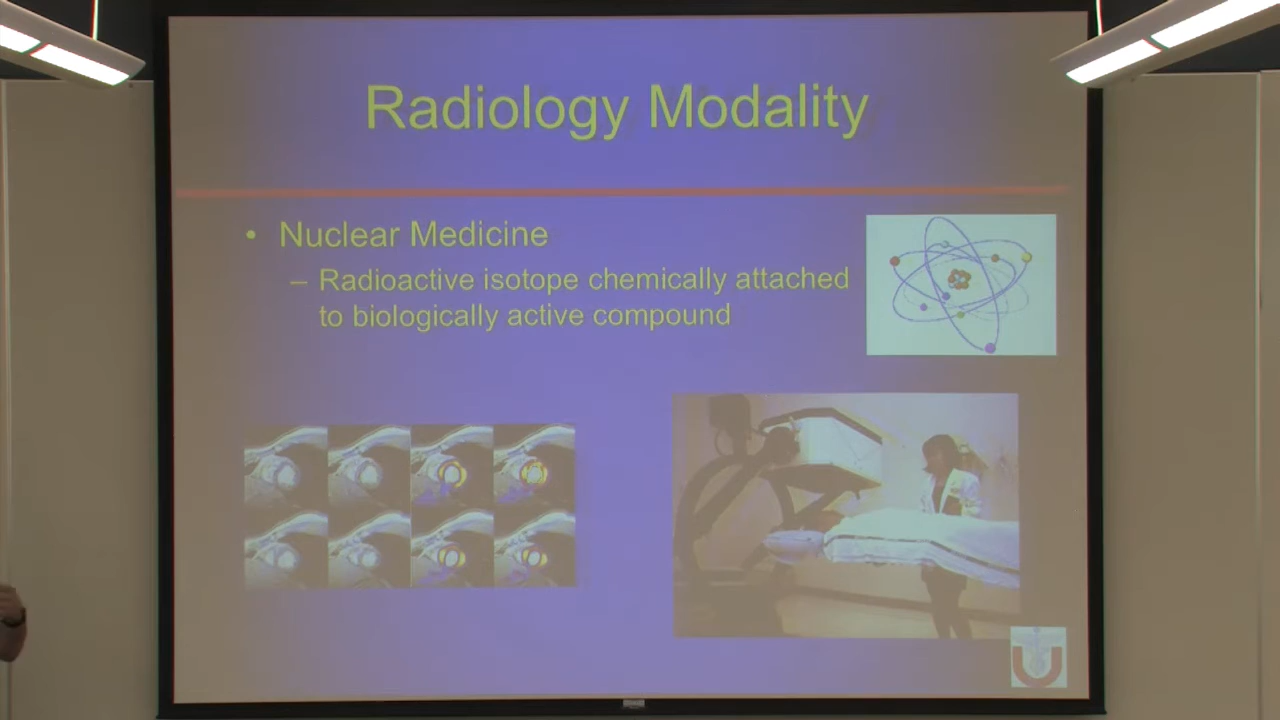 Radiology Modality
• Nuclear Medicine
– Radioactive isotope chemically attached
to biologically active compound
U